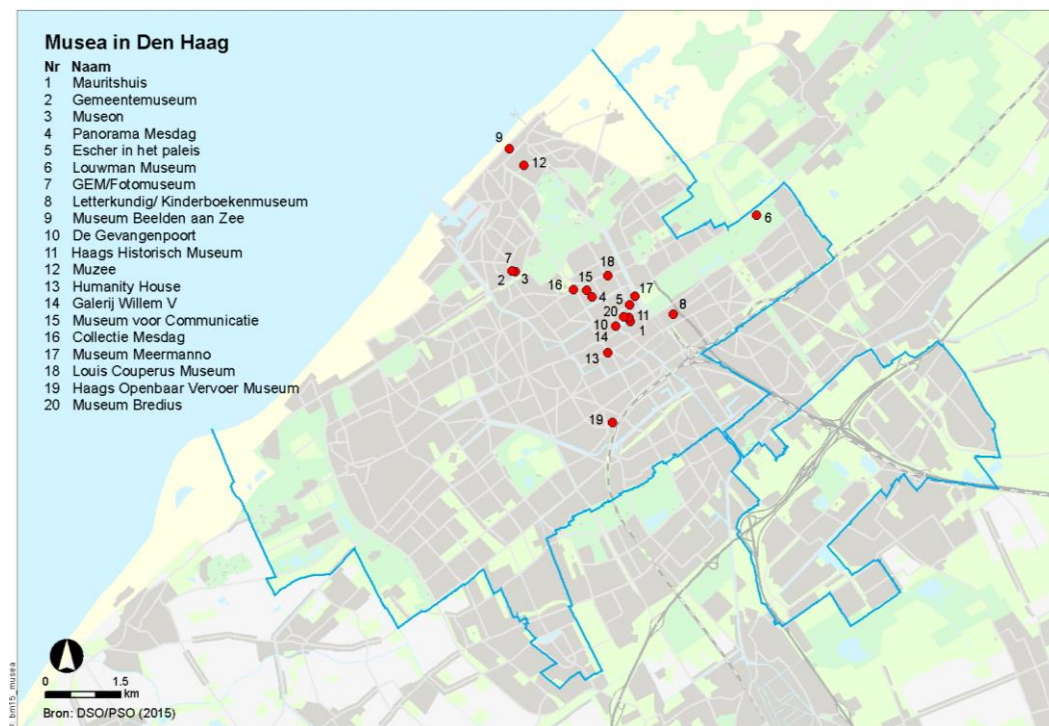 Musea in Den Haag
Nr Naam
1 Mauritshuis
2 Gemeentemuseum
3 Museon
4 Panorama Mesdag
5 Escher in het paleis
6 Louwman Museum
7 GEM/Fotomuseum
8 Letterkundig/ Kinderboekenmuseum
9 Museum Beelden aan Zee
10 De Gevangenpoort
11 Haags Historisch Museum
12 Muzee
13 Humanity House
14 Galerij Willem V
15 Museum voor Communicatie
16 Collectie Mesdag
17 Museum Meermanno
18 Louis Couperus Museum
19 Haags Openbaar Vervoer Museum
20 Museum Bredius
9
12
6
7
2 3
18
16 15
4
17
5
20 11
8
10 1
14
13
19
0 1.5
km
Bron: DSO/PSO (2015)
bm15_musea